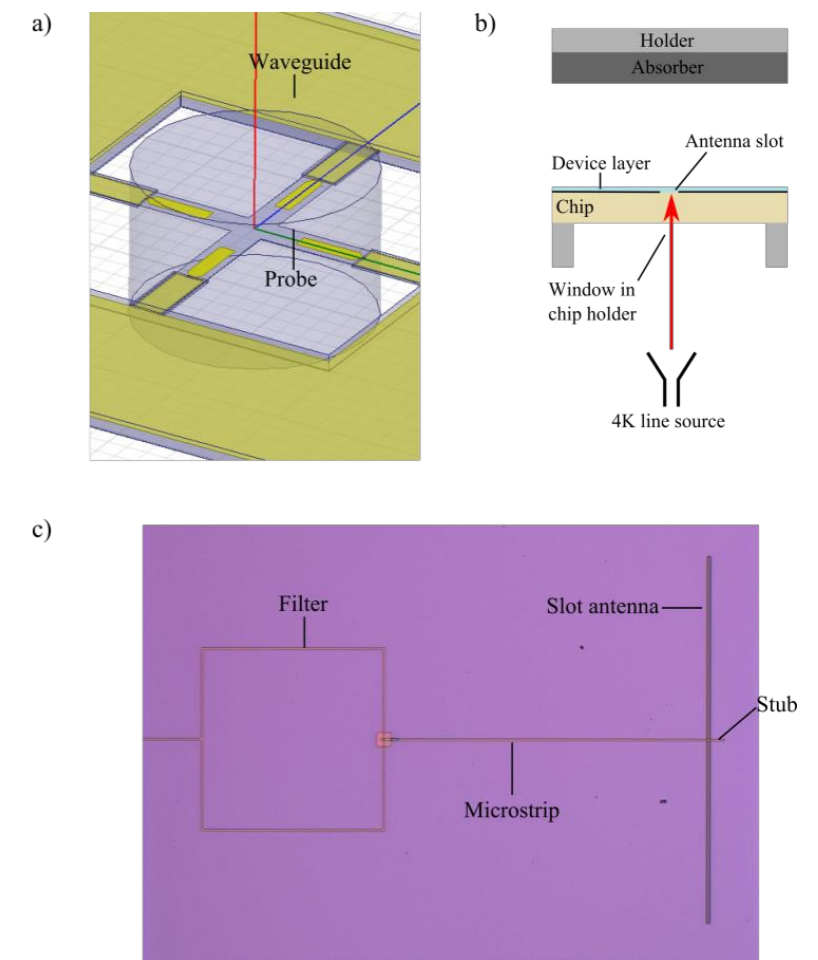 a)
Waveguide
Probe
b)
Holder
Absorber
Antenna slot
Device layer
Chip
Window in
chip holder
4K line source
c)
Filter
Slot antenna
Stub
Microstrip